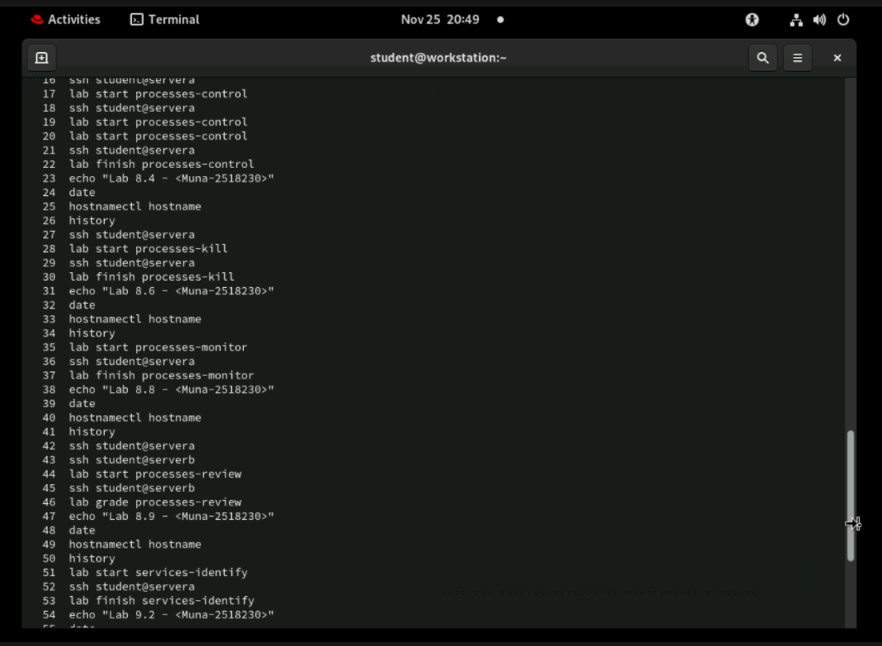 Activities Terminal Nov 25 20:49
student@workstation:~
16 ssh student@servera
17 lab start processes-control
18 ssh student@servera
19 lab start processes-control
20 lab start processes-control
21 ssh student@servera
22 lab finish processes-control
23 echo "Lab 8.4 - <Muna-2518230>"
24 date
25 hostnamectl hostname
26 history
27 ssh student@servera
28 lab start processes-kill
29 ssh student@servera
30 lab finish processes-kill
31 echo "Lab 8.6 - <Muna-2518230>"
32 date
33 hostnamectl hostname
34 history
35 lab start processes-monitor
36 ssh student@servera
37 lab finish processes-monitor
38 echo "Lab 8.8 - <Muna-2518230>"
39 date
40 hostnamectl hostname
41 history
42 ssh student@servera
43 ssh student@serverb
44 lab start processes-review
45 ssh student@serverb
46 lab grade processes-review
47 echo "Lab 8.9 - <Muna-2518230>"
48 date
49 hostnamectl hostname
50 history
51 lab start services-identify
52 ssh student@servera
53 lab finish services-identify
54 echo "Lab 9.2 - <Muna-2518230>"
55 date